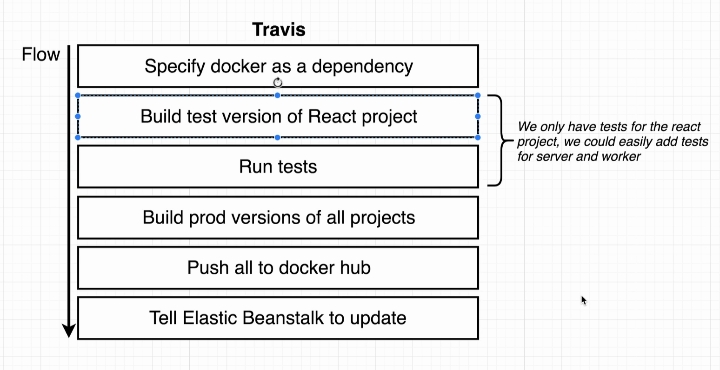 Travis
Flow
Specify docker as a dependency
Build test version of React project
We only have tests for the react
project, we could easily add tests
for server and worker
Run tests
Build prod versions of all projects
Push all to docker hub
Tell Elastic Beanstalk to update